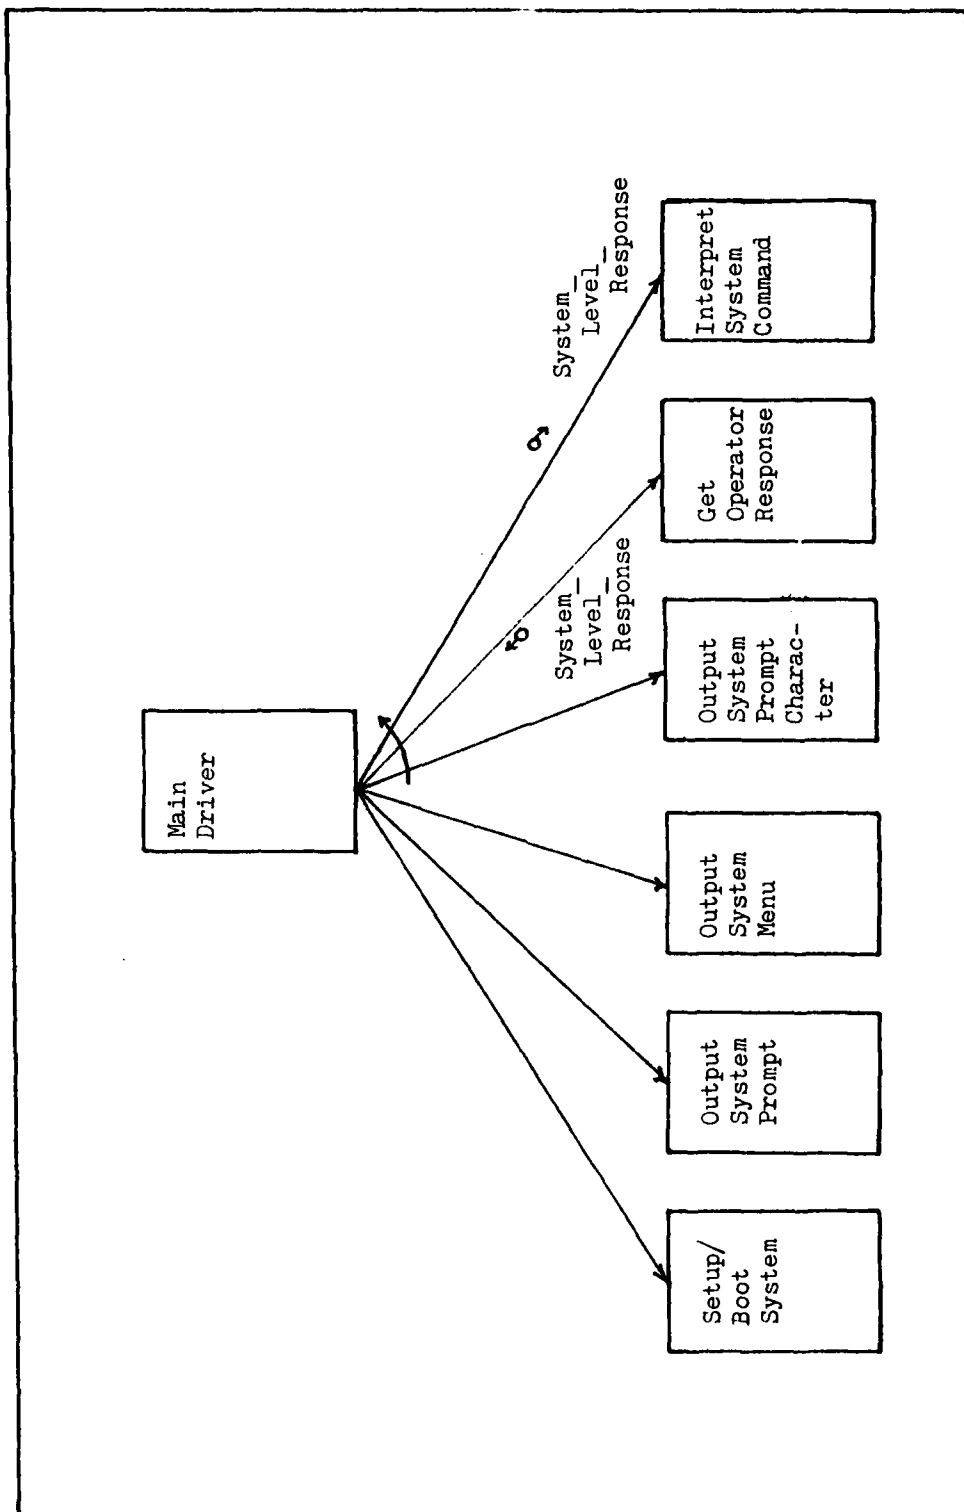 Main
Driver
System_
Level_
Response
System_
Level_
Response
Setup/
Boot
System
Output
System
Prompt
Output
System
Menu
Output
System
Prompt
Charac-
ter
Get
Operator
Response
Interpret
System
Command